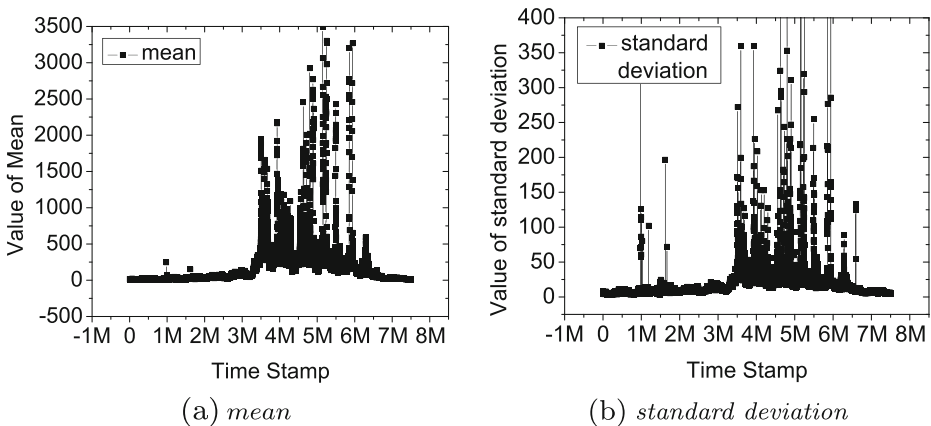 3500
3000
2500
2000
1500
1000
500
0
-500
Value of Mean
mean
-1M 0 1M 2M 3M 4M 5M 6M 7M 8M
Time Stamp
(a) mean
400
350
300
250
200
150
100
50
0
Value of standard deviation
standard
deviation
-1M 0 1M 2M 3M 4M 5M 6M 7M 8M
Time Stamp
(b) standard deviation